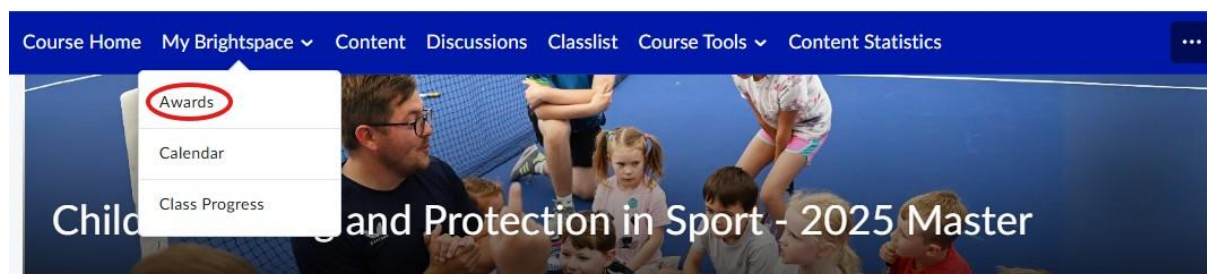 Course Home My Brightspace Content Discussions Classlist Course Tools Content Statistics ...
Awards
Calendar
Class Progress
Child and Protection in Sport - 2025 Master